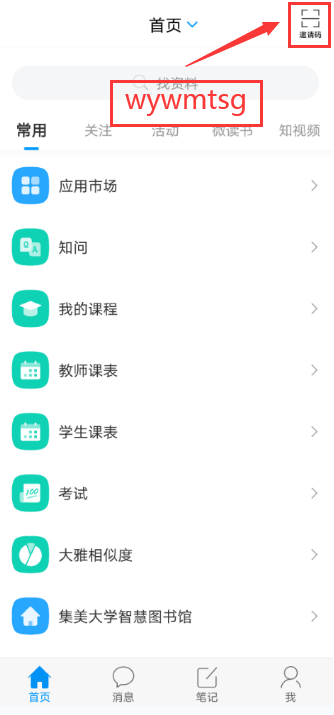 首页
邀请码
找资料
wywmtsg
常用 关注 活动 微读书 知视频
应用市场
Q A
知问
我的课程
教师课表
学生课表
100
考试
大雅相似度
集美大学智慧图书馆
首页 消息 笔记 我